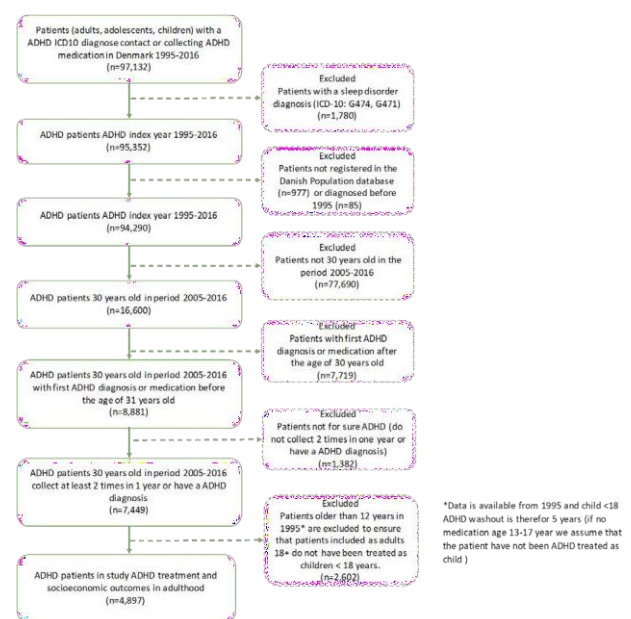 Patients (adults, adolescents, children) with a
ADHD ICD10 diagnose contact or collecting ADHD
medication in Denmark 1995-2016
(n=97,132)
Excluded
Patients with a sleep disorder
diagnosis (ICD-10: G474, G471)
(n=1,780)
ADHD patients ADHD index year 1995-2016
(n=95,352)
Excluded
Patients not registered in the
Danish Population database
(n=977) or diagnosed before
1995 (n=85)
ADHD patients ADHD index year 1995-2016
(n=94,290)
Excluded
Patients not 30 years old in the
period 2005-2016
(n=77,690)
ADHD patients 30 years old in period 2005-2016
(n=16,600)
Excluded
Patients with first ADHD
diagnosis or medication after
the age of 30 years old
(n=7,719)
ADHD patients 30 years old in period 2005-2016
with first ADHD diagnosis or medication before
the age of 31 years old
(n=8,881)
Excluded
Patients not for sure ADHD (do
not collect 2 times in one year or
have a ADHD diagnosis)
(n=1,382)
ADHD patients 30 years old in period 2005-2016
collect at least 2 times in 1 year or have a ADHD
diagnosis
(n=7,449)
Excluded
Patients older than 12 years in
1995* are excluded to ensure
that patients included as adults
18+ do not have been treated as
children < 18 years.
(n=2,602)
*Data is available from 1995 and child <18
ADHD washout is therefor 5 years (if no
medication age 13-17 year we assume that
the patient have not been ADHD treated as
child )
ADHD patients in study ADHD treatment and
socioeconomic outcomes in adulthood
(n=4,897)